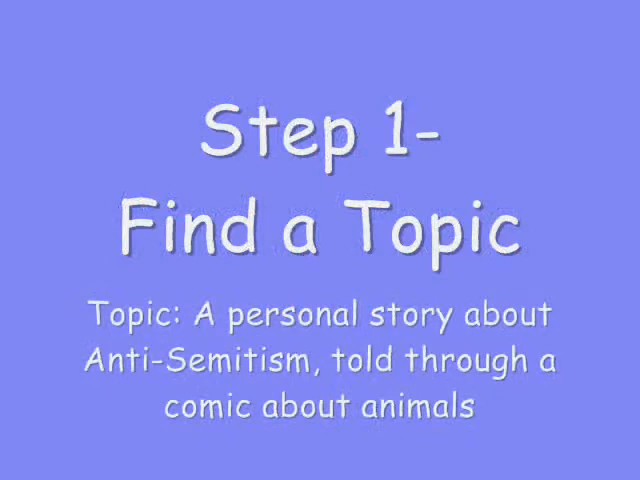 Step 1-
Find a Topic
Topic: A personal story about
Anti-Semitism, told through a
comic about animals